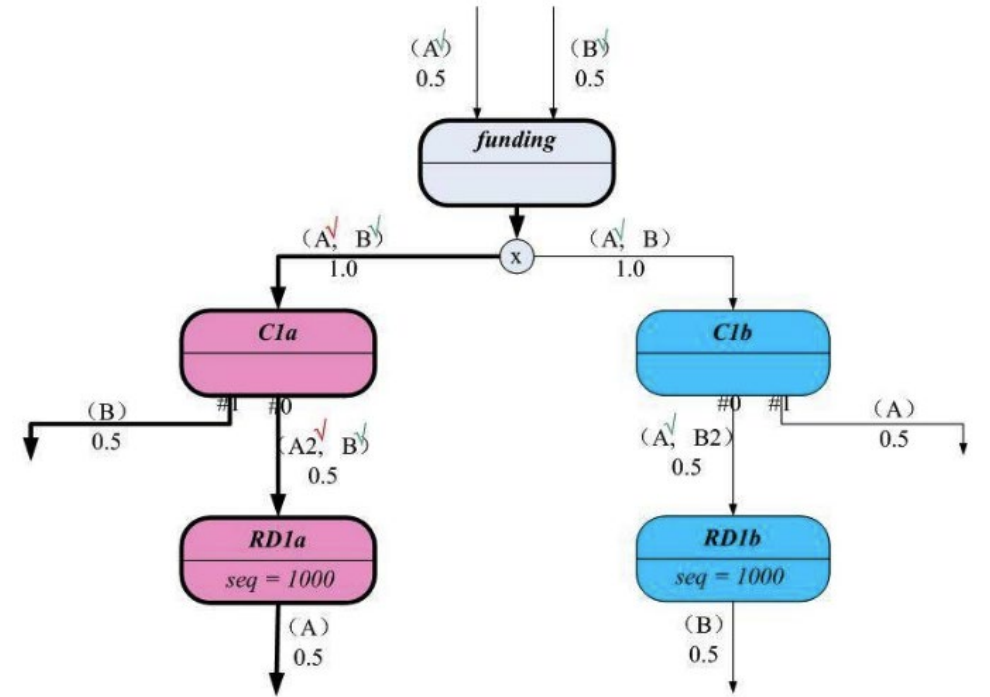 (A√) (B√)
0.5 0.5
funding
(A√, B√) (A√, B)
x
1.0 1.0
C1a C1b
#1 #0 #0 #1
(B) (A)
0.5 0.5
(A2√, B√) (A√, B2)
0.5 0.5
RD1a RD1b
seq = 1000 seq = 1000
(A) (B)
0.5 0.5